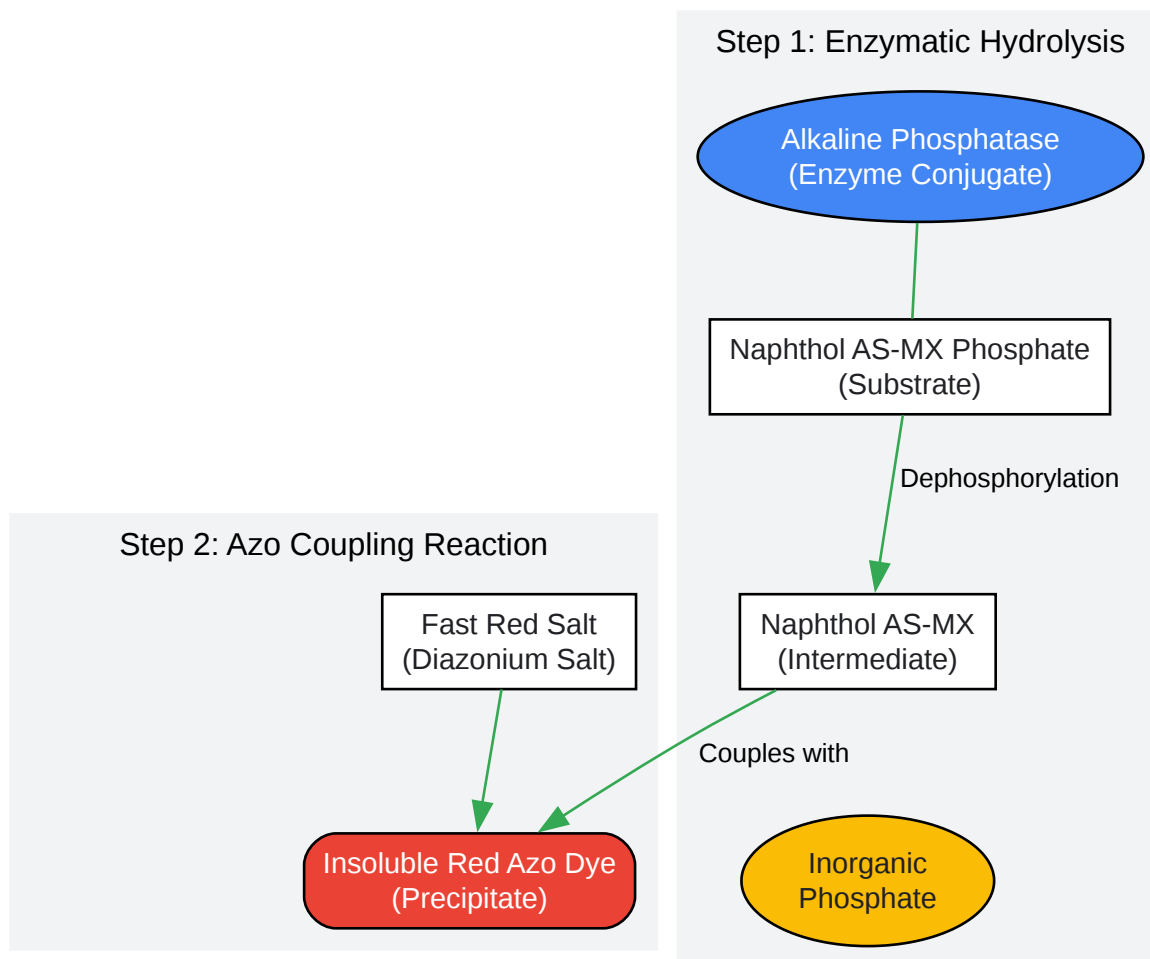 Step 1: Enzymatic Hydrolysis
Alkaline Phosphatase
(Enzyme Conjugate)
Naphthol AS-MX Phosphate
(Substrate)
Dephosphorylation
Naphthol AS-MX
(Intermediate)
Step 2: Azo Coupling Reaction
Fast Red Salt
(Diazonium Salt)
Couples with
Insoluble Red Azo Dye
(Precipitate)
Inorganic
Phosphate